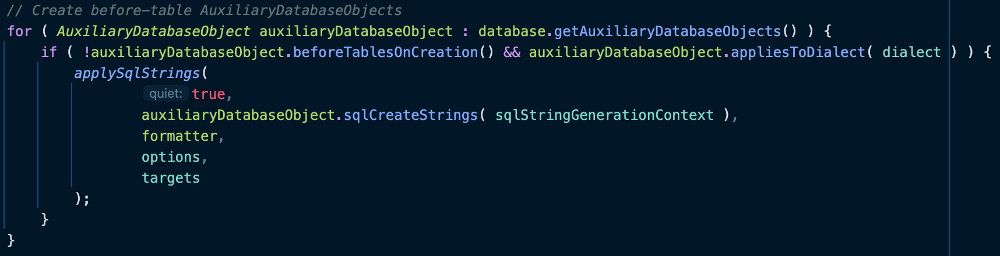 // Create before-table AuxiliaryDatabaseObjects
for ( AuxiliaryDatabaseObject auxiliaryDatabaseObject : database.getAuxiliaryDatabaseObjects() ) {
if ( !auxiliaryDatabaseObject.beforeTablesOnCreation() && auxiliaryDatabaseObject.appliesToDialect( dialect ) ) {
applySqlStrings(
quiet: true,
auxiliaryDatabaseObject.sqlCreateStrings( sqlStringGenerationContext ),
formatter,
options,
targets
);
}
}